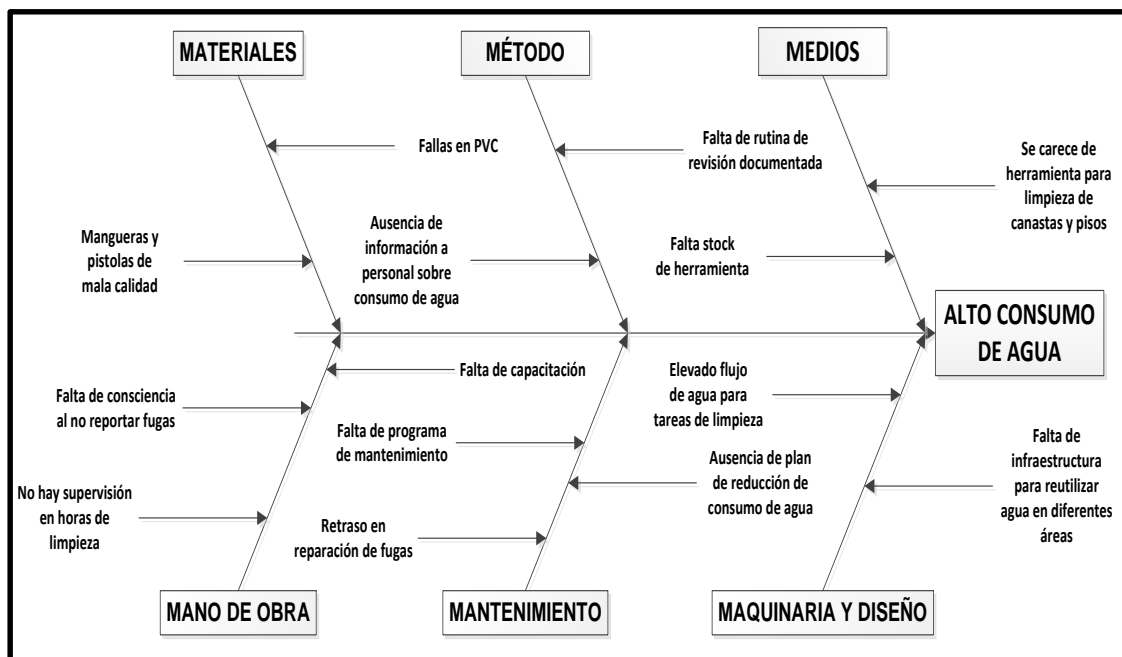 MATERIALES
MÉTODO
MEDIOS
Fallas en PVC
Falta de rutina de
revisión documentada
Se carece de
herramienta para
limpieza de
canastas y pisos
Mangueras y
pistolas de
mala calidad
Ausencia de
información a
personal sobre
consumo de agua
Falta stock
de herramienta
ALTO CONSUMO
DE AGUA
Falta de capacitación
Falta de consciencia
al no reportar fugas
Elevado flujo
de agua para
tareas de limpieza
Falta de programa
de mantenimiento
Ausencia de plan
de reducción de
consumo de agua
Falta de
infraestructura
para reutilizar
agua en diferentes
áreas
No hay supervisión
en horas de
limpieza
Retraso en
reparación de fugas
MANO DE OBRA
MANTENIMIENTO
MAQUINARIA Y DISEÑO